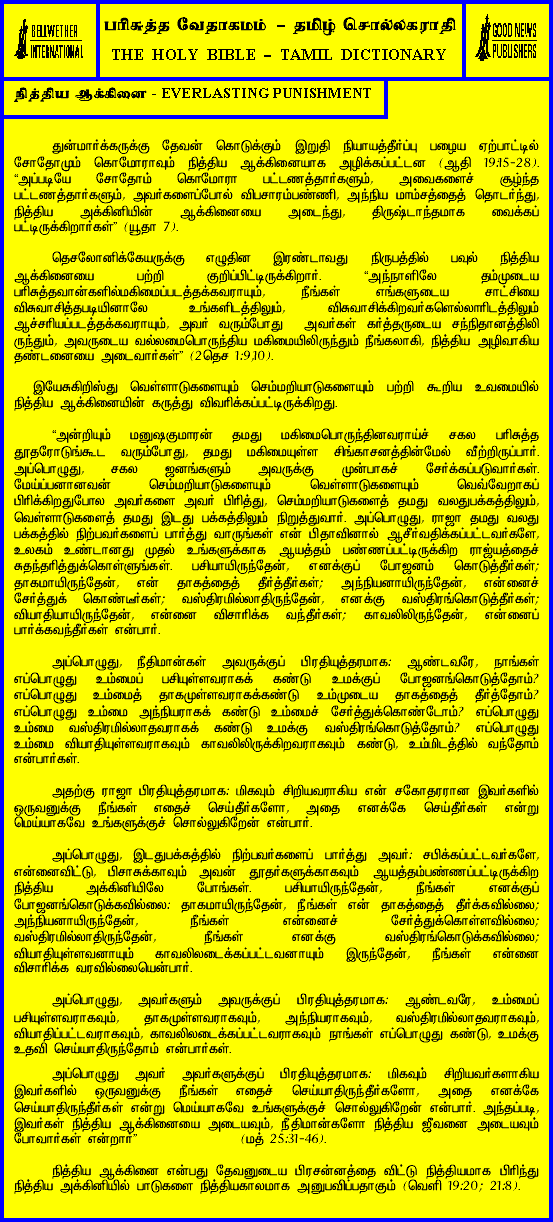 BELLWETHER
INTERNATIONAL
பரிசுத்த வேதாகமம் – தமிழ் சொல்லகராதி
THE HOLY BIBLE – TAMIL DICTIONARY
GOOD NEWS
PUBLISHERS
நித்திய ஆக்கினை - EVERLASTING PUNISHMENT
துன்மார்க்கருக்கு தேவன் கொடுக்கும் இறுதி நியாயத்தீர்ப்பு பழைய ஏற்பாட்டில்
சோதோமும் கொமோராவும் நித்திய ஆக்கினையாக அழிக்கப்பட்டன (ஆதி 19:15-28).
“அப்படியே சோதோம் கொமோரா பட்டணத்தார்களும், அவைகளைச் சூழ்ந்த
பட்டணத்தார்களும், அவர்களைப்போல் விபசாரம்பண்ணி, அந்நிய மாம்சத்தைத் தொடர்ந்து,
நித்திய அக்கினியின் ஆக்கினையை அடைந்து, திருஷ்டாந்தமாக வைக்கப்
பட்டிருக்கிறார்கள்” (யூதா 7).
தெசலோனிக்கேயருக்கு எழுதின இரண்டாவது நிருபத்தில் பவுல் நித்திய
ஆக்கினையை பற்றி குறிப்பிட்டிருக்கிறார். “அந்நாளிலே தம்முடைய
பரிசுத்தவான்களில்மகிமைப்படத்தக்கவராயும், நீங்கள் எங்களுடைய சாட்சியை
விசுவாசித்தபடியினாலே உங்களிடத்திலும், விசுவாசிக்கிறவர்களெல்லாரிடத்திலும்
ஆச்சரியப்படத்தக்கவராயும், அவர் வரும்போது அவர்கள் கர்த்தருடைய சந்நிதானத்திலி
ருந்தும், அவருடைய வல்லமைபொருந்திய மகிமையிலிருந்தும் நீங்கலாகி, நித்திய அழிவாகிய
தண்டனையை அடைவார்கள்” (2தெச 1:9,10).
இயேசுகிறிஸ்து வெள்ளாடுகளையும் செம்மறியாடுகளையும் பற்றி கூறிய உவமையில்
நித்திய ஆக்கினையின் கருத்து விவரிக்கப்பட்டிருக்கிறது.
“அன்றியும் மனுஷகுமாரன் தமது மகிமைபொருந்தினவராய்ச் சகல பரிசுத்த
தூதரோடுங்கூட வரும்போது, தமது மகிமையுள்ள சிங்காசனத்தின்மேல் வீற்றிருப்பார்.
அப்பொழுது, சகல ஜனங்களும் அவருக்கு முன்பாகச் சேர்க்கப்படுவார்கள்.
மேய்ப்பனானவன் செம்மறியாடுகளையும் வெள்ளாடுகளையும் வெவ்வேறாகப்
பிரிக்கிறதுபோல அவர்களை அவர் பிரித்து, செம்மறியாடுகளைத் தமது வலதுபக்கத்திலும்,
வெள்ளாடுகளைத் தமது இடது பக்கத்திலும் நிறுத்துவார். அப்பொழுது, ராஜா தமது வலது
பக்கத்தில் நிற்பவர்களைப் பார்த்து வாருங்கள் என் பிதாவினால் ஆசீர்வதிக்கப்பட்டவர்களே,
உலகம் உண்டானது முதல் உங்களுக்காக ஆயத்தம் பண்ணப்பட்டிருக்கிற ராஜ்யத்தைச்
சுதந்தரித்துக்கொள்ளுங்கள். பசியாயிருந்தேன், எனக்குப் போஜனம் கொடுத்தீர்கள்;
தாகமாயிருந்தேன், என் தாகத்தைத் தீர்த்தீர்கள்; அந்நியனாயிருந்தேன், என்னைச்
சேர்த்துக் கொண்டீர்கள்; வஸ்திரமில்லாதிருந்தேன், எனக்கு வஸ்திரங்கொடுத்தீர்கள்;
வியாதியாயிருந்தேன், என்னை விசாரிக்க வந்தீர்கள்; காவலிலிருந்தேன், என்னைப்
பார்க்கவந்தீர்கள் என்பார்.
அப்பொழுது, நீதிமான்கள் அவருக்குப் பிரதியுத்தரமாக: ஆண்டவரே, நாங்கள்
எப்பொழுது உம்மைப் பசியுள்ளவராகக் கண்டு உமக்குப் போஜனங்கொடுத்தோம்?
எப்பொழுது உம்மைத் தாகமுள்ளவராகக்கண்டு உம்முடைய தாகத்தைத் தீர்த்தோம்?
எப்பொழுது உம்மை அந்நியராகக் கண்டு உம்மைச் சேர்த்துக்கொண்டோம்? எப்பொழுது
உம்மை வஸ்திரமில்லாதவராகக் கண்டு உமக்கு வஸ்திரங்கொடுத்தோம்? எப்பொழுது
உம்மை வியாதியுள்ளவராகவும் காவலிலிருக்கிறவராகவும் கண்டு, உம்மிடத்தில் வந்தோம்
என்பார்கள்.
அதற்கு ராஜா பிரதியுத்தரமாக: மிகவும் சிறியவராகிய என் சகோதரரான இவர்களில்
ஒருவனுக்கு நீங்கள் எதைச் செய்தீர்களோ, அதை எனக்கே செய்தீர்கள் என்று
மெய்யாகவே உங்களுக்குச் சொல்லுகிறேன் என்பார்.
அப்பொழுது, இடதுபக்கத்தில் நிற்பவர்களைப் பார்த்து அவர்: சபிக்கப்பட்டவர்களே,
என்னைவிட்டு, பிசாசுக்காகவும் அவன் தூதர்களுக்காகவும் ஆயத்தம்பண்ணப்பட்டிருக்கிற
நித்திய அக்கினியிலே போங்கள். பசியாயிருந்தேன், நீங்கள் எனக்குப்
போஜனங்கொடுக்கவில்லை: தாகமாயிருந்தேன், நீங்கள் என் தாகத்தைத் தீர்க்கவில்லை;
அந்நியனாயிருந்தேன், நீங்கள் என்னைச் சேர்த்துக்கொள்ளவில்லை;
வஸ்திரமில்லாதிருந்தேன், நீங்கள் எனக்கு வஸ்திரங்கொடுக்கவில்லை;
வியாதியுள்ளவனாயும் காவலிலடைக்கப்பட்டவனாயும் இருந்தேன், நீங்கள் என்னை
விசாரிக்க வரவில்லையென்பார்.
அப்பொழுது, அவர்களும் அவருக்குப் பிரதியுத்தரமாக: ஆண்டவரே, உம்மைப்
பசியுள்ளவராகவும், தாகமுள்ளவராகவும், அந்நியராகவும், வஸ்திரமில்லாதவராகவும்,
வியாதிப்பட்டவராகவும், காவலிலடைக்கப்பட்டவராகவும் நாங்கள் எப்பொழுது கண்டு, உமக்கு
உதவி செய்யாதிருந்தோம் என்பார்கள்.
அப்பொழுது அவர் அவர்களுக்குப் பிரதியுத்தரமாக: மிகவும் சிறியவர்களாகிய
இவர்களில் ஒருவனுக்கு நீங்கள் எதைச் செய்யாதிருந்தீர்களோ, அதை எனக்கே
செய்யாதிருந்தீர்கள் என்று மெய்யாகவே உங்களுக்குச் சொல்லுகிறேன் என்பார். அந்தப்படி,
இவர்கள் நித்திய ஆக்கினையை அடையவும், நீதிமான்களோ நித்திய ஜீவனை அடையவும்
போவார்கள் என்றார்” (மத் 25:31-46).
நித்திய ஆக்கினை என்பது தேவனுடைய பிரசன்னத்தை விட்டு நித்தியமாக பிரிந்து
நித்திய அக்கினியில் பாடுகளை நித்தியகாலமாக அனுபவிப்பதாகும் (வெளி 19:20; 21:8).